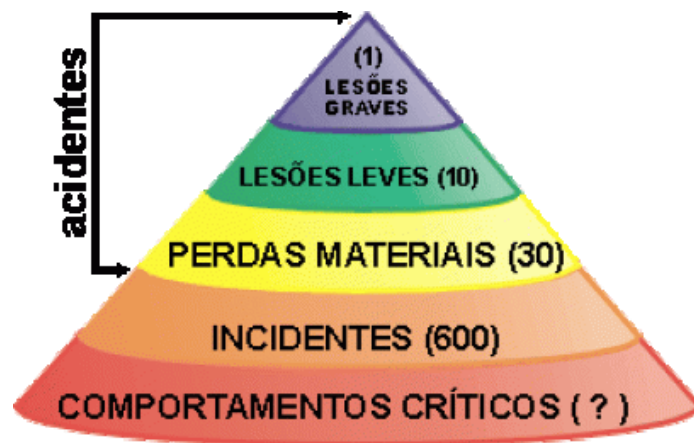 acidentes
(1)
LESÕES
GRAVES
LESÕES LEVES (10)
PERDAS MATERIAIS (30)
INCIDENTES (600)
COMPORTAMENTOS CRÍTICOS ( ? )